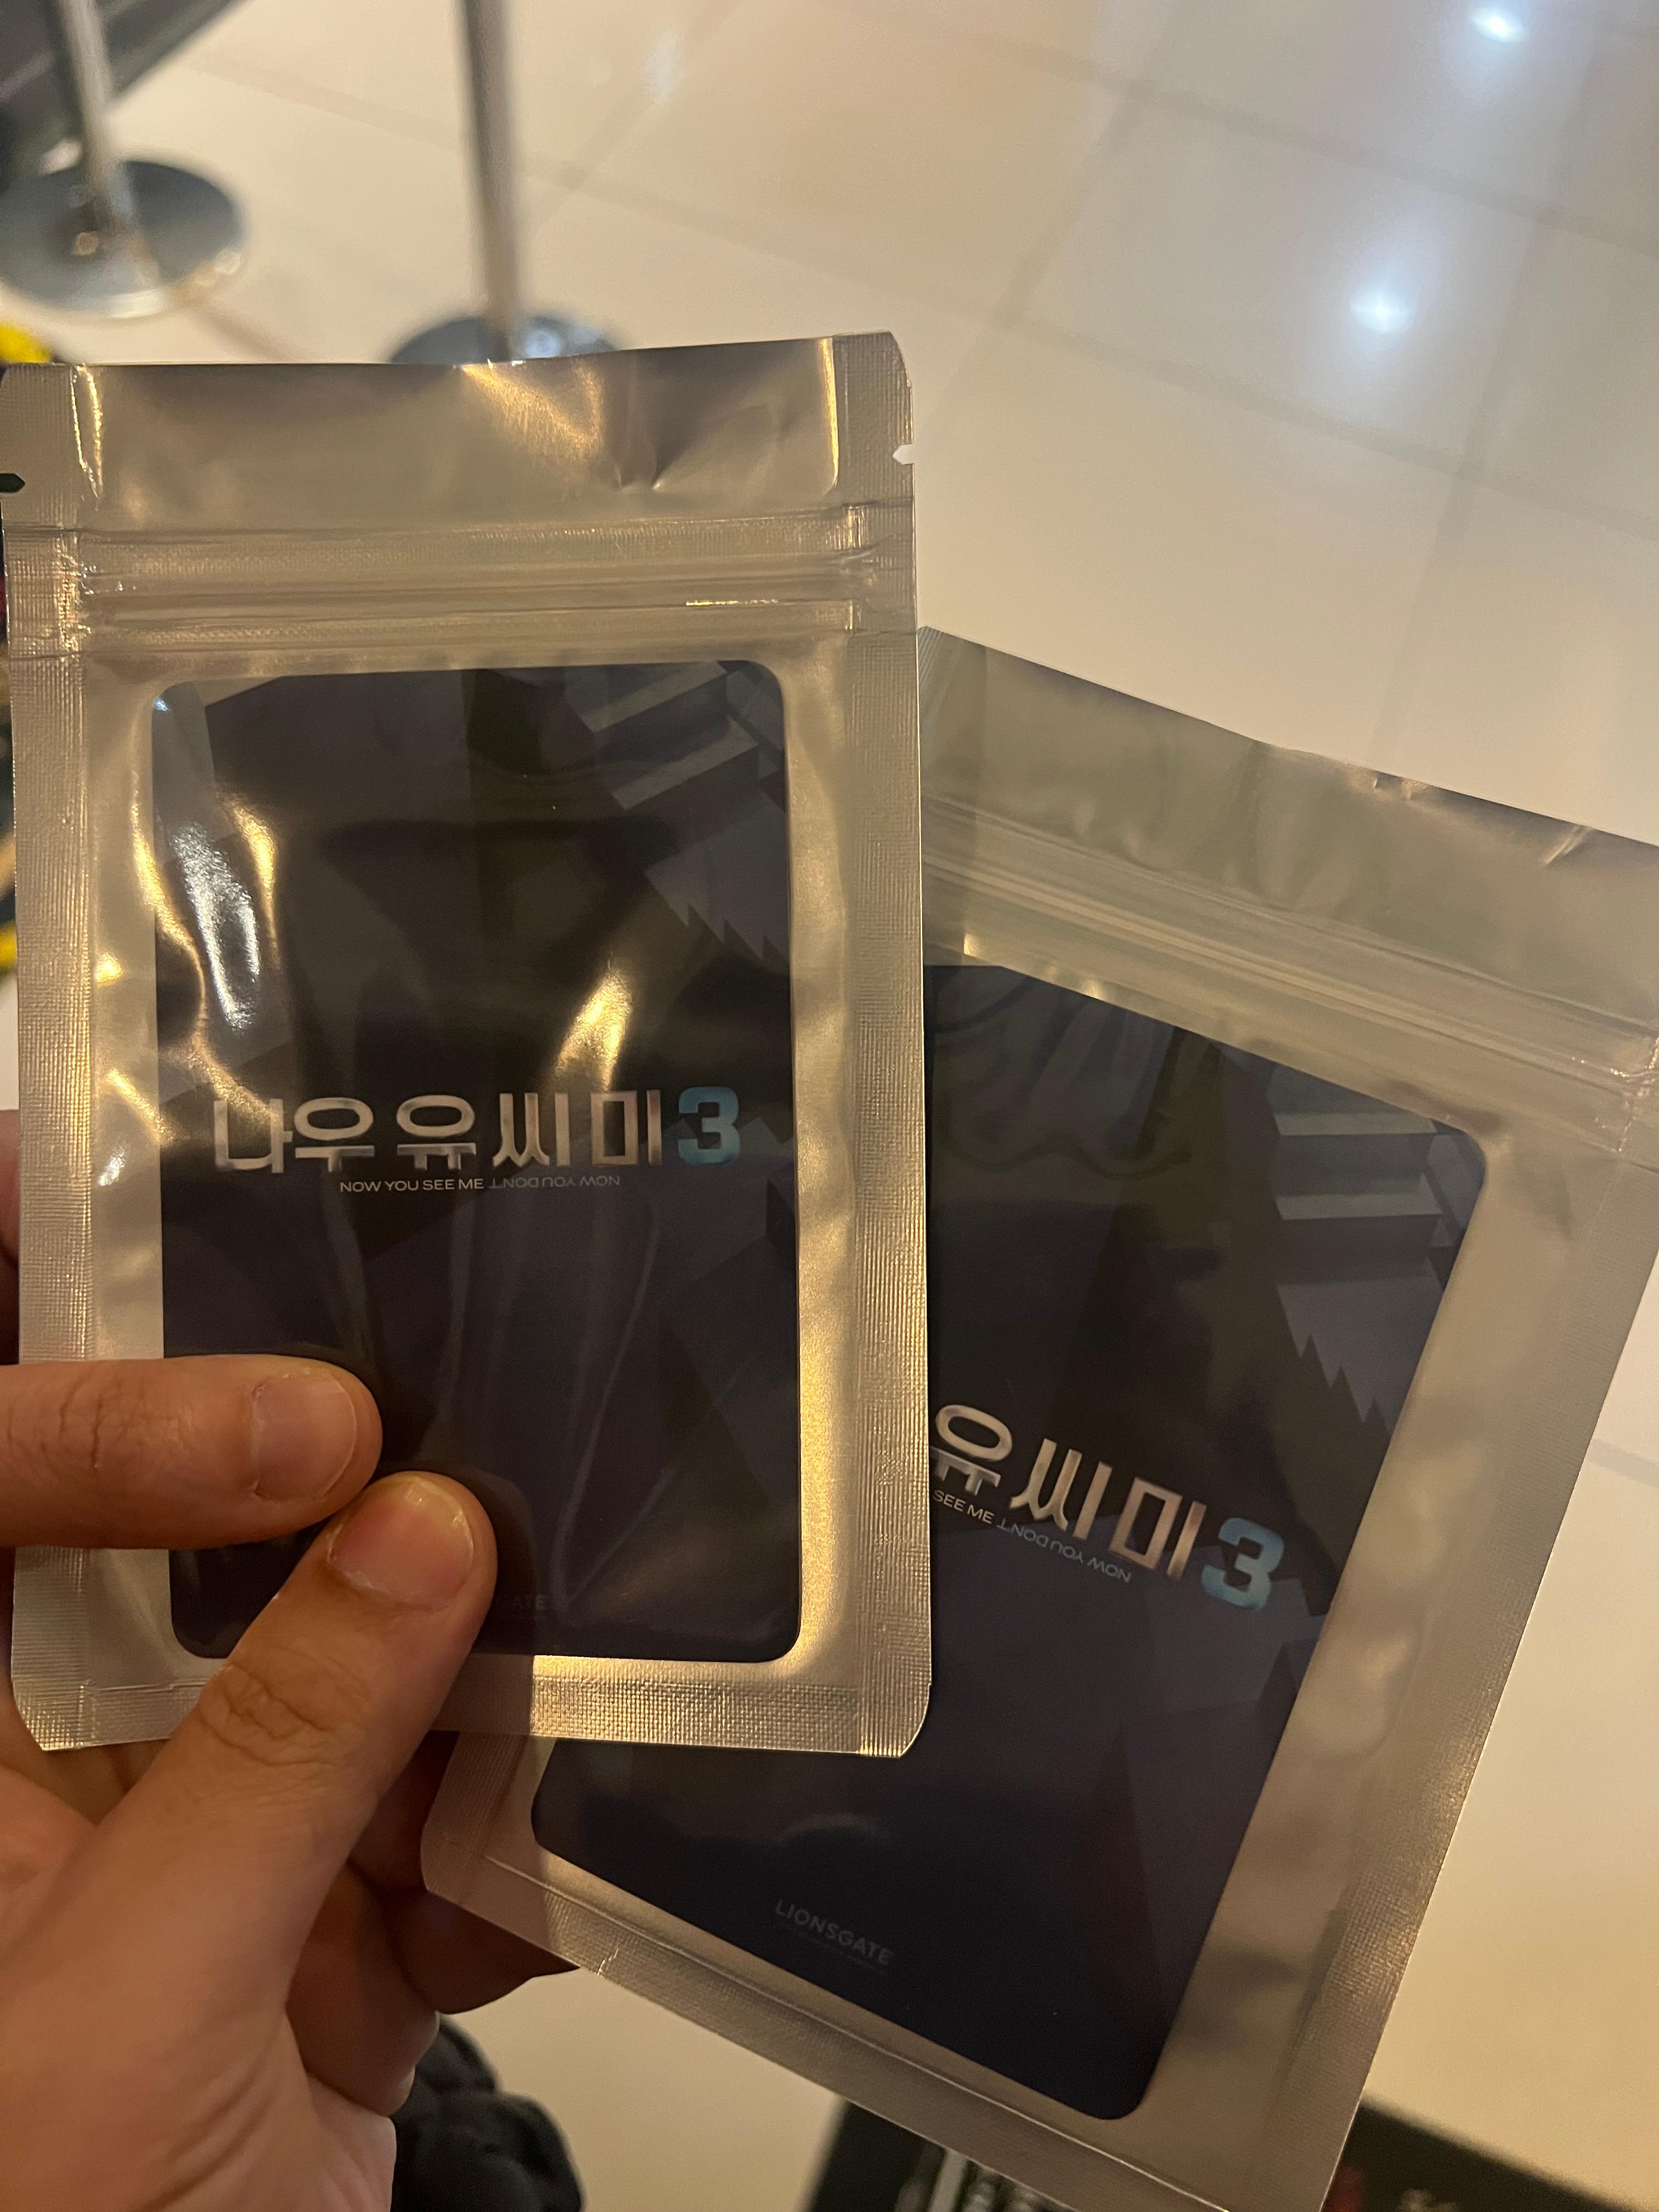 나우 유 씨 미 3
NOW YOU SEE ME NOW YOU DON'T
GATE
유 씨 미 3
SEE ME NOW YOU DON'T
LIONSGATE